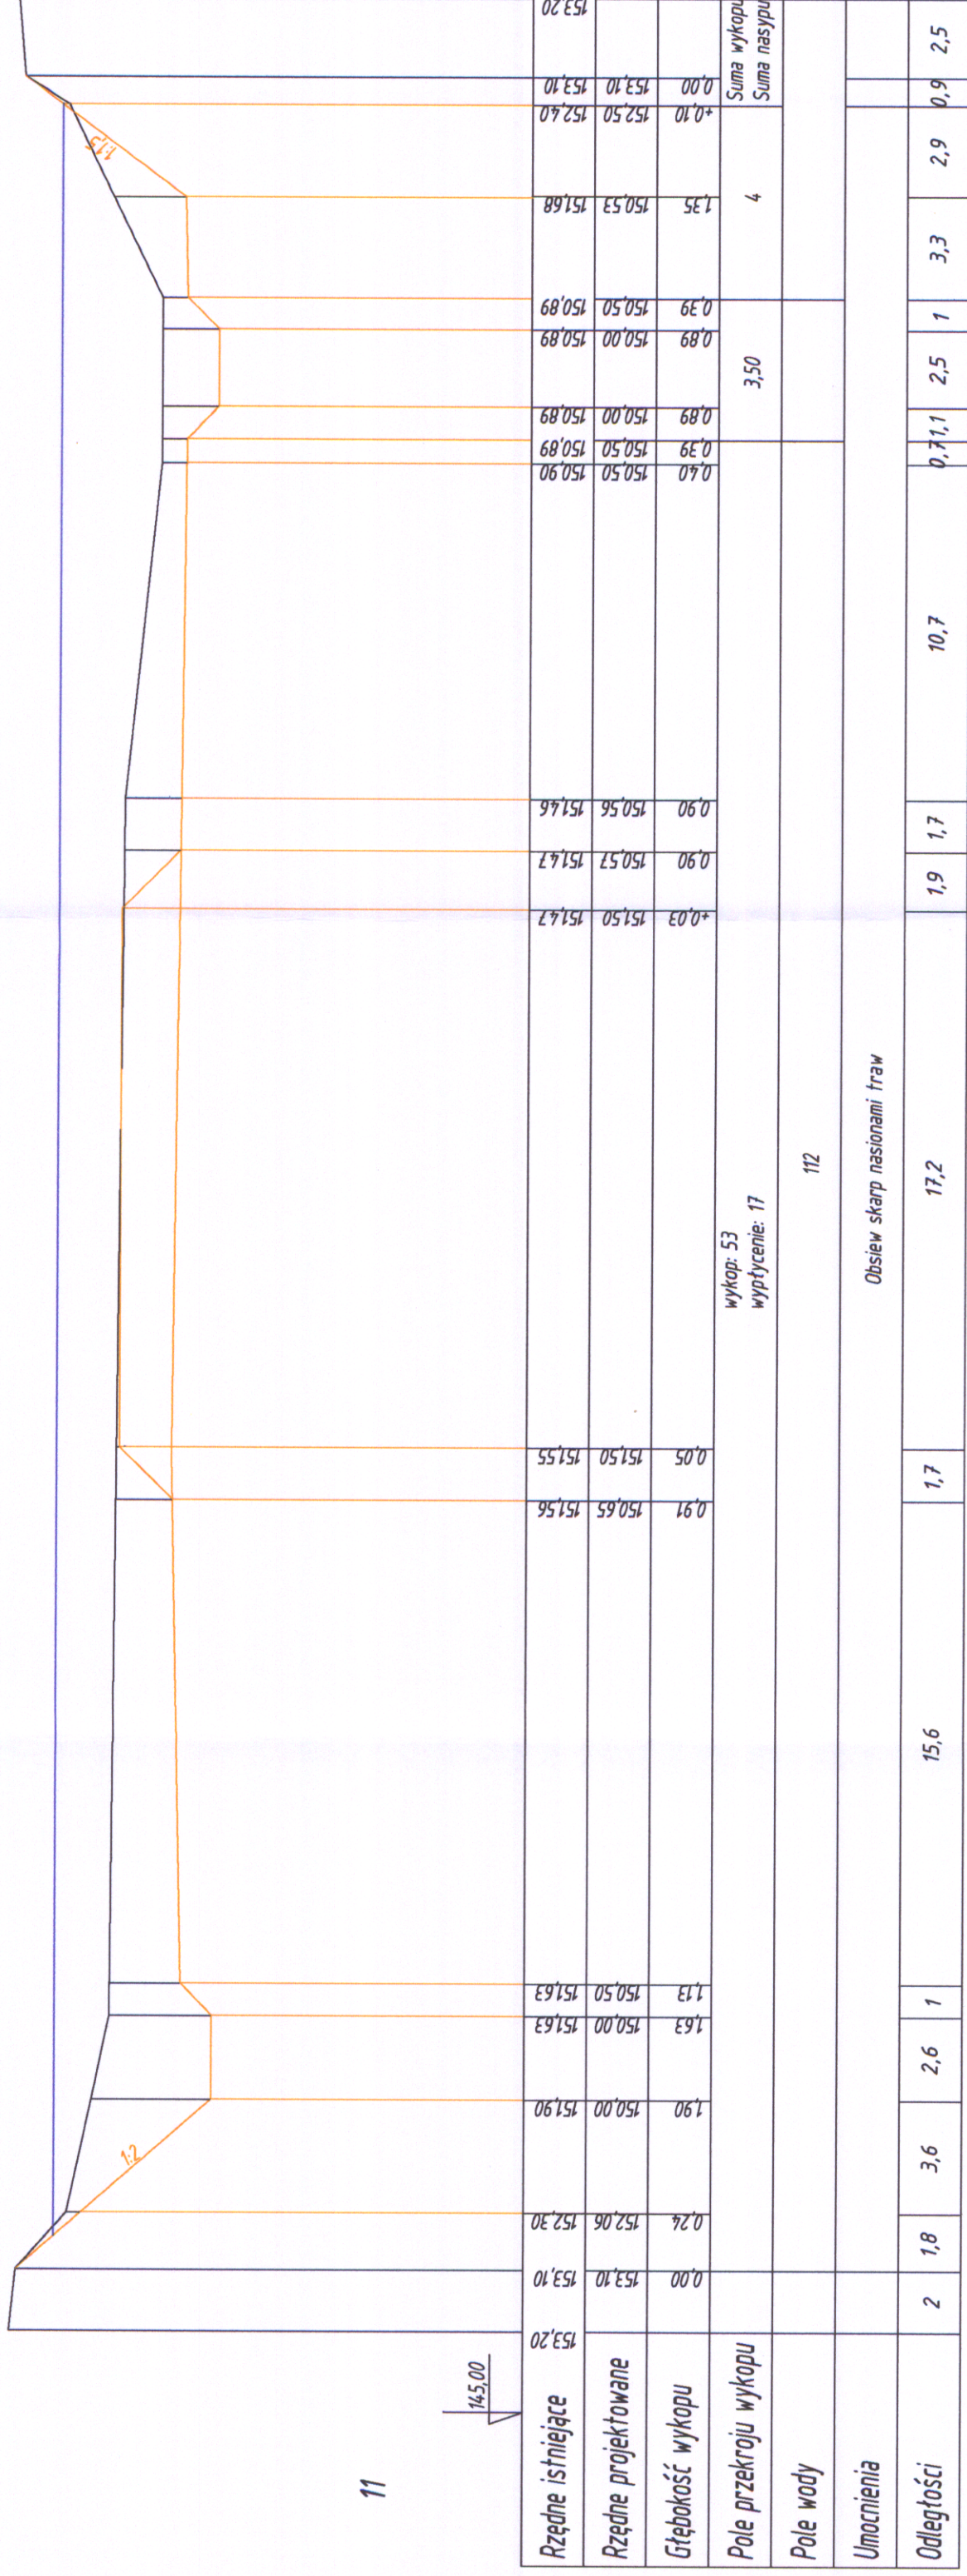 11
145,00
1:2
1:1,5
Rzędne istniejące 153,20 153,10 152,30 151,90 151,63 151,63 151,56 151,55 151,47 151,47 151,46 150,90 150,89 150,89 150,89 150,89 151,68 152,40 153,10 153,20
Rzędne projektowane 153,10 152,06 150,00 150,00 150,50 150,65 151,50 151,50 150,57 150,56 150,50 150,50 150,00 150,00 150,50 150,53 152,50 153,10
Głębokość wykopu 0,00 0,24 1,90 1,63 1,13 0,91 0,05 +0,03 0,90 0,90 0,40 0,39 0,89 0,89 0,39 1,35 +0,10 0,00
Pole przekroju wykopu wykop: 53 3,50 4 Suma wykopu
wypłycenie: 17 Suma nasypu
Pole wody 112
Umocnienia Obsiew skarp nasionami traw
Odległości 2 1,8 3,6 2,6 1 15,6 1,7 17,2 1,9 1,7 10,7 0,7 1,1 2,5 1 3,3 2,9 0,9 2,5